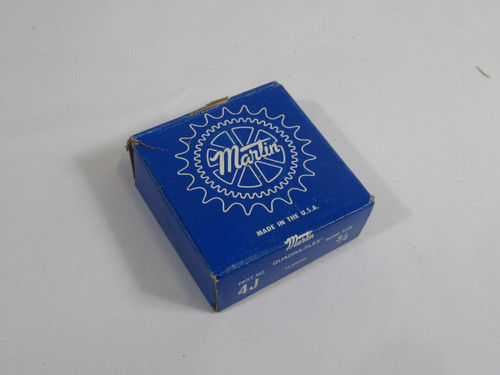 Martin
MADE IN THE U.S.A.
Martin
PART NO. QUADRA-FLEX
4J